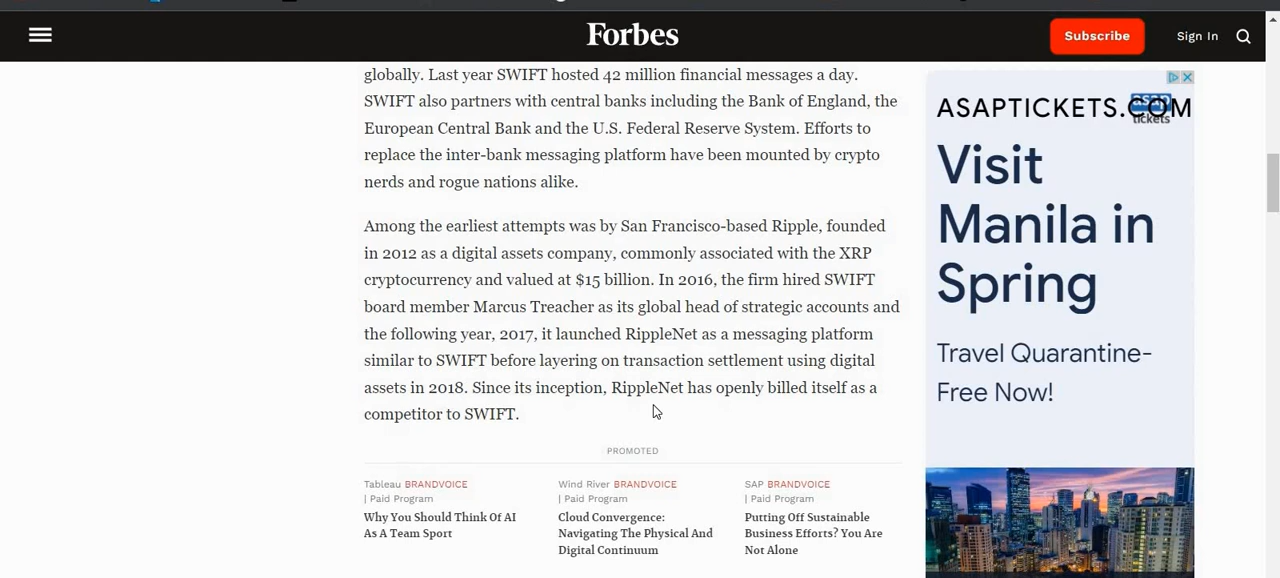 Forbes
Subscribe
Sign In
globally. Last year SWIFT hosted 42 million financial messages a day.
SWIFT also partners with central banks including the Bank of England, the
European Central Bank and the U.S. Federal Reserve System. Efforts to
replace the inter-bank messaging platform have been mounted by crypto
nerds and rogue nations alike.
Among the earliest attempts was by San Francisco-based Ripple, founded
in 2012 as a digital assets company, commonly associated with the XRP
cryptocurrency and valued at $15 billion. In 2016, the firm hired SWIFT
board member Marcus Treacher as its global head of strategic accounts and
the following year, 2017, it launched RippleNet as a messaging platform
similar to SWIFT before layering on transaction settlement using digital
assets in 2018. Since its inception, RippleNet has openly billed itself as a
competitor to SWIFT.
PROMOTED
Tableau BRANDVOICE
| Paid Program
Why You Should Think Of AI
As A Team Sport
Wind River BRANDVOICE
| Paid Program
Cloud Convergence:
Navigating The Physical And
Digital Continuum
SAP BRANDVOICE
| Paid Program
Putting Off Sustainable
Business Efforts? You Are
Not Alone
ASAPTICKETS.COM
asap
tickets
Visit
Manila in
Spring
Travel Quarantine-
Free Now!